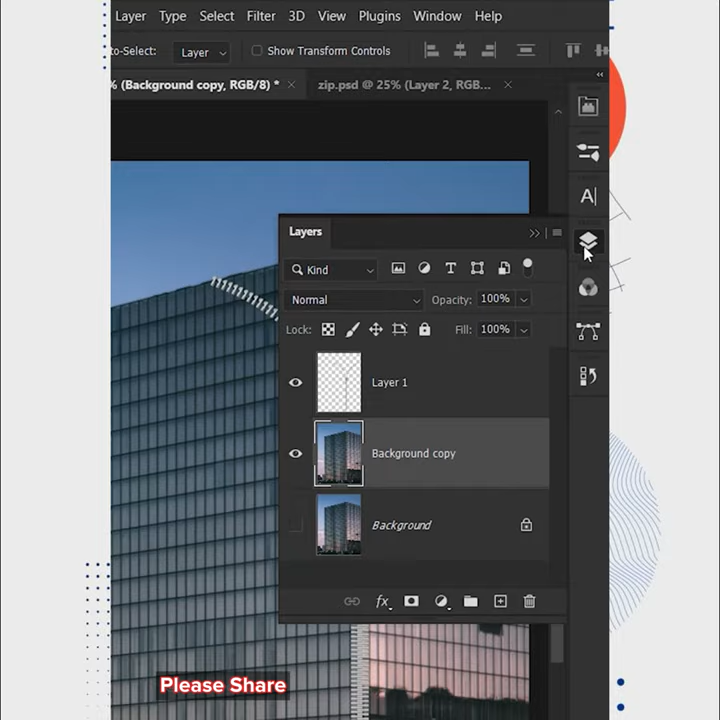 Layer Type Select Filter 3D View Plugins Window Help
to-Select: Layer Show Transform Controls
% (Background copy, RGB/8) * × zip.psd @ 25% (Layer 2, RGB... ×
A|
Layers
Kind T
Normal Opacity: 100%
Lock: Fill: 100%
Layer 1
Background copy
Background
fx
Please Share